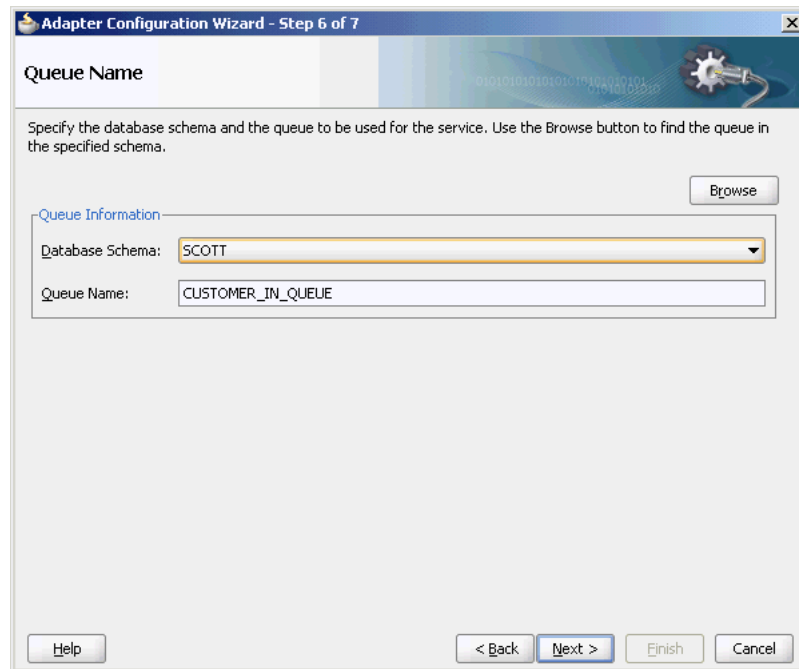 Adapter Configuration Wizard - Step 6 of 7
Queue Name
Specify the database schema and the queue to be used for the service. Use the Browse button to find the queue in
the specified schema.
Browse
Queue Information
Database Schema: SCOTT
Queue Name: CUSTOMER_IN_QUEUE
Help < Back Next > Finish Cancel